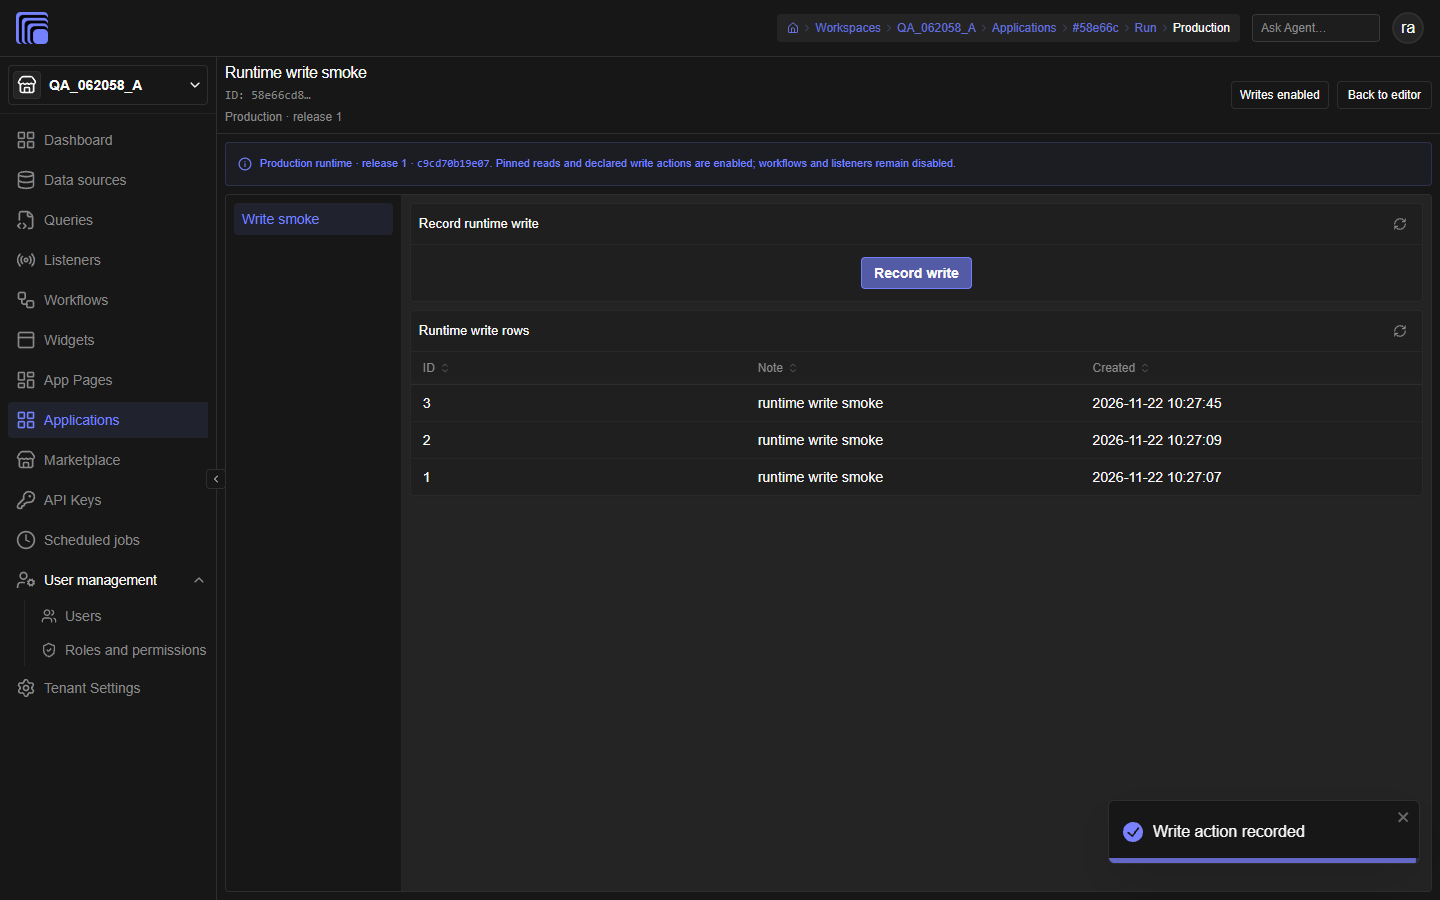 Workspaces
QA_062058_A
Applications
#58e66c
Run
Production
Ask Agent...
ra
QA_062058_A
Dashboard
Data sources
Queries
Listeners
Workflows
Widgets
App Pages
Applications
Marketplace
API Keys
Scheduled jobs
User management
Users
Roles and permissions
Tenant Settings
Runtime write smoke
ID: 58e66cd8…
Production · release 1
Writes enabled
Back to editor
Production runtime · release 1 · c9cd70b19e07. Pinned reads and declared write actions are enabled; workflows and listeners remain disabled.
Write smoke
Record runtime write
Record write
Runtime write rows
ID Note Created
3 runtime write smoke 2026-11-22 10:27:45
2 runtime write smoke 2026-11-22 10:27:09
1 runtime write smoke 2026-11-22 10:27:07
Write action recorded